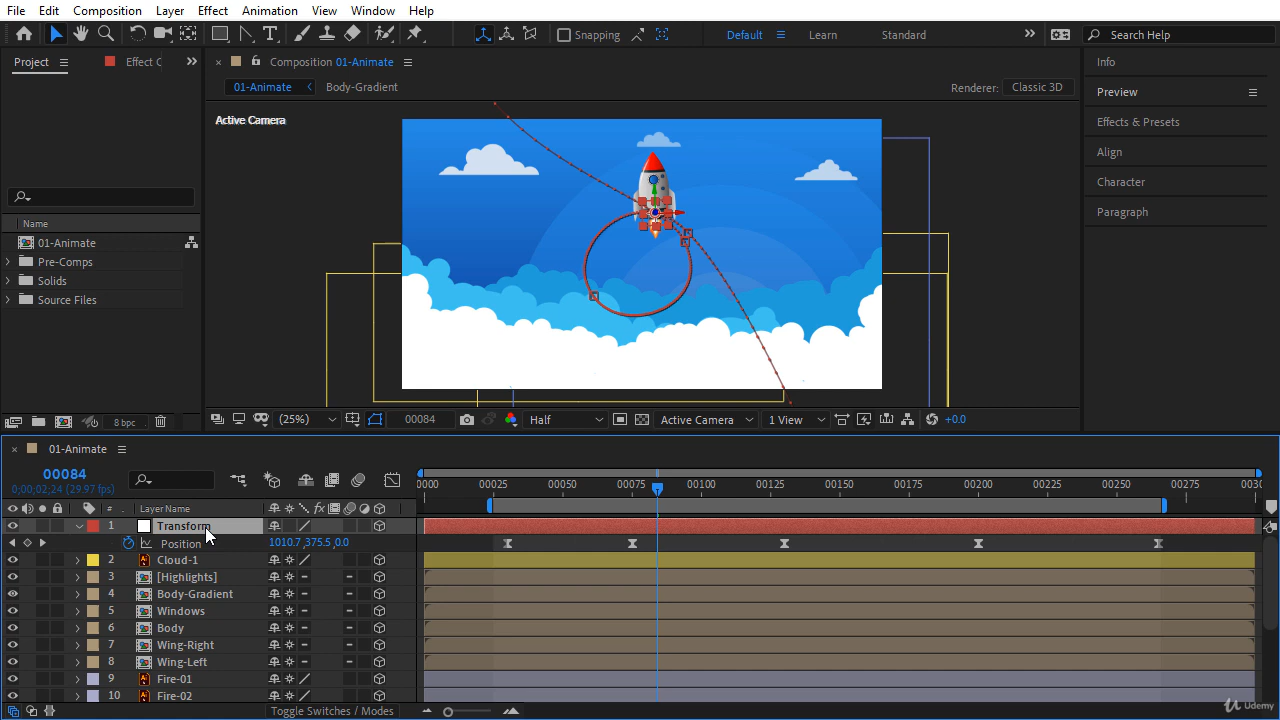 File Edit Composition Layer Effect Animation View Window Help
Snapping Default Learn Standard Search Help
Project Effect C Composition 01-Animate Info
01-Animate Body-Gradient Renderer: Classic 3D Preview
Active Camera Effects & Presets
Align
Character
Paragraph
Name
01-Animate
Pre-Comps
Solids
Source Files
8 bpc (25%) 00084 Half Active Camera 1 View +0.0
01-Animate
00084
0;00;02;24 (29.97 fps)
0000 00025 00050 00075 00100 00125 00150 00175 00200 00225 00250 00275 0030
# Layer Name fx
1 Transform
Position 1010.7,375.5,0.0
2 Cloud-1
3 [Highlights]
4 Body-Gradient
5 Windows
6 Body
7 Wing-Right
8 Wing-Left
9 Fire-01
10 Fire-02
Toggle Switches / Modes
Udemy